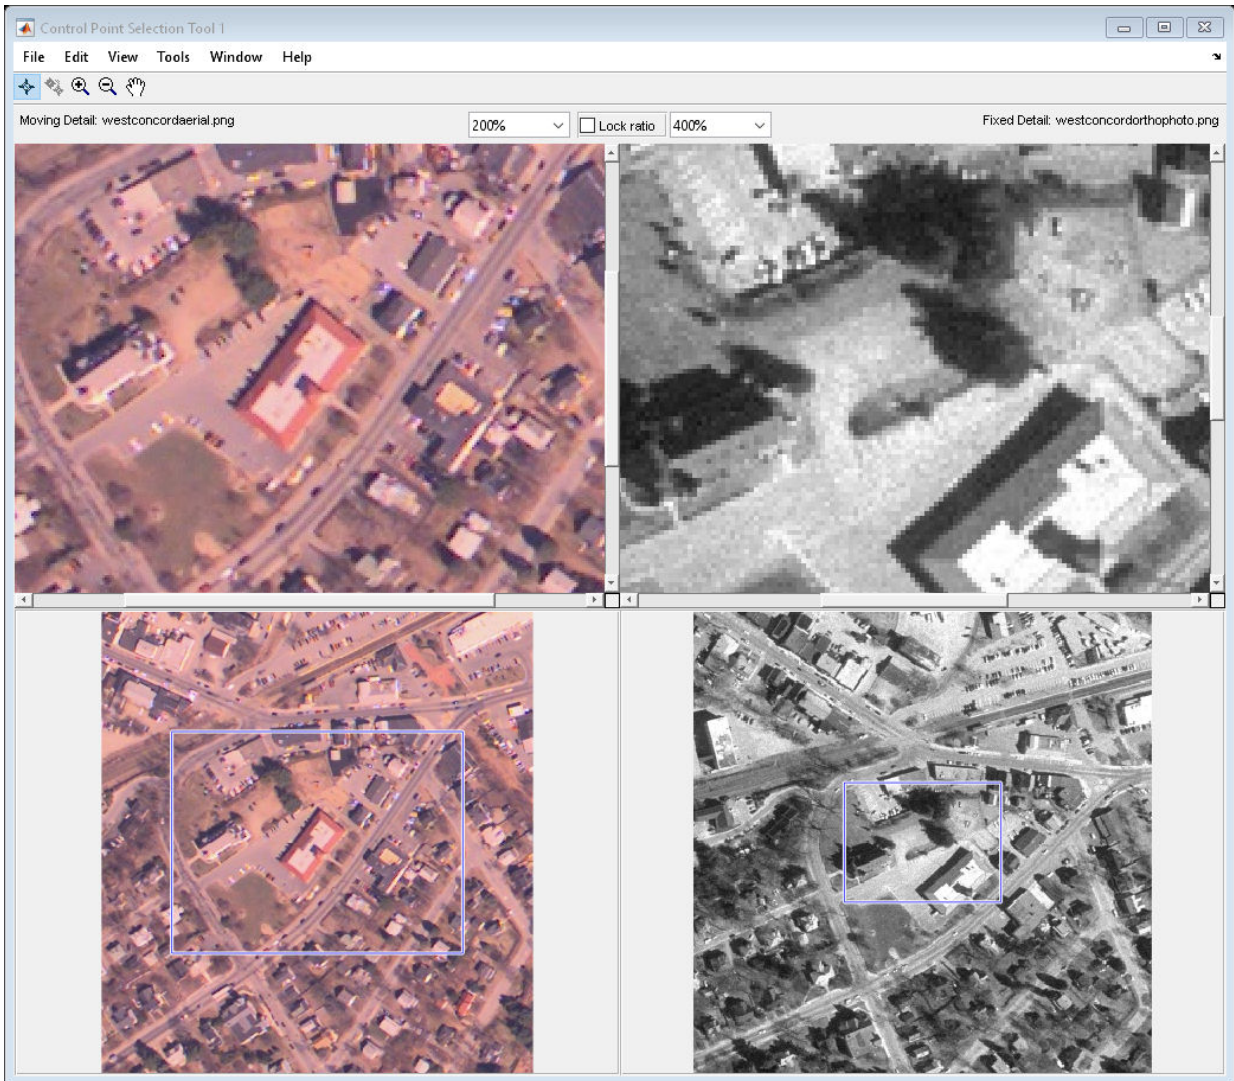 Control Point Selection Tool 1
File Edit View Tools Window Help
Moving Detail: westconcordaerial.png 200% Lock ratio 400% Fixed Detail: westconcordorthophoto.png